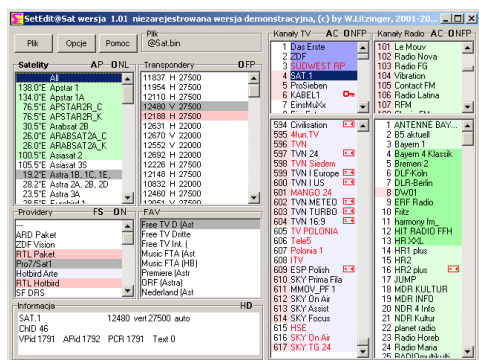 SetEdit@Sat wersja 1.01 niezarejestrowana wersja demonstracyjna, (c) by W.Litzinger, 2001-20...
Plik Opcje Pomoc
Plik
@Sat.bin
Satelity AP ONL
All
138.0°E Apstar 1
134.0°E Apstar 1A
76.5°E APSTAR2R_C
76.5°E APSTAR2R_K
30.5°E Arabsat 2B
26.0°E ARABSAT2A_C
26.0°E ARABSAT2A_K
100.5°E Asiasat 2
105.5°E Asiasat 3S
19.2°E Astra 1B, 1C, 1E,
28.2°E Astra 2A, 2B, 2D
23.5°E Astra 3A
Transpondery OFP
11837 H 27500
11954 H 27500
12110 H 27500
12480 V 27500
12188 H 27500
12631 H 22000
12670 V 22000
12552 V 22000
12692 H 22000
12226 H 27500
12148 H 27500
10832 H 22000
12460 H 27500
12051 V 27500
Providery FS ON
...
ARD Paket
ZDF Vision
RTL Paket
Pro7/Sat1
Hotbird Arte
RTL Hotbird
SF DRS
FAV
Free TV D (Ast
Free TV Dritte
Free TV Int. (
Music FTA (Ast
Music FTA (HB)
Premiere (Astr
ORF (Astra)
Nederland (Ast
Informacja HD
SAT.1 12480 vert 27500 auto
CHD 46
VPid 1791 APid 1792 PCR 1791 Text 0
Kanały TV AC ONFP
1 Das Erste
2 ZDF
3 SÜDWEST RP
4 SAT.1
5 ProSieben
6 KABEL1
7 EinsMuXx
594 Civilisation
595 4fun.TV
596 TVN
597 TVN 24
598 TVN Siedem
599 TVN I Europe
600 TVN I US
601 MANGO 24
602 TVN METEO
603 TVN TURBO
604 TVN 16:9
605 TV POLONIA
606 Tele5
607 Polonia 1
608 ITV
609 ESP Polish
610 SKY Prima Fila
611 MMOV_PF 1
612 SKY On Air
613 SKY Assist
614 SKY Focus
615 HSE
616 SKY On Air
617 SKY TG 24
Kanały Radio AC ONFP
101 Le Mouv
102 Radio Nova
103 Radio FG
104 Vibration
105 Contact FM
106 Radio Latina
107 RFM
1 ANTENNE BAY...
2 B5 aktuell
3 Bayern 1
4 Bayern 4 Klassik
5 Bremen 2
6 DLF-Köln
7 DLR-Berlin
8 DW01
9 ERF Radio
10 Fritz
11 harmony fm_
12 HIT RADIO FFH
13 HR XXL
14 HR1 plus
15 HR2
16 HR2 plus
17 JUMP
18 MDR KULTUR
19 MDR INFO
20 NDR 4 Info
21 NDR Kultur
22 planet radio
23 Radio Horeb
24 Radio Maria
25 RADIOmultikulti